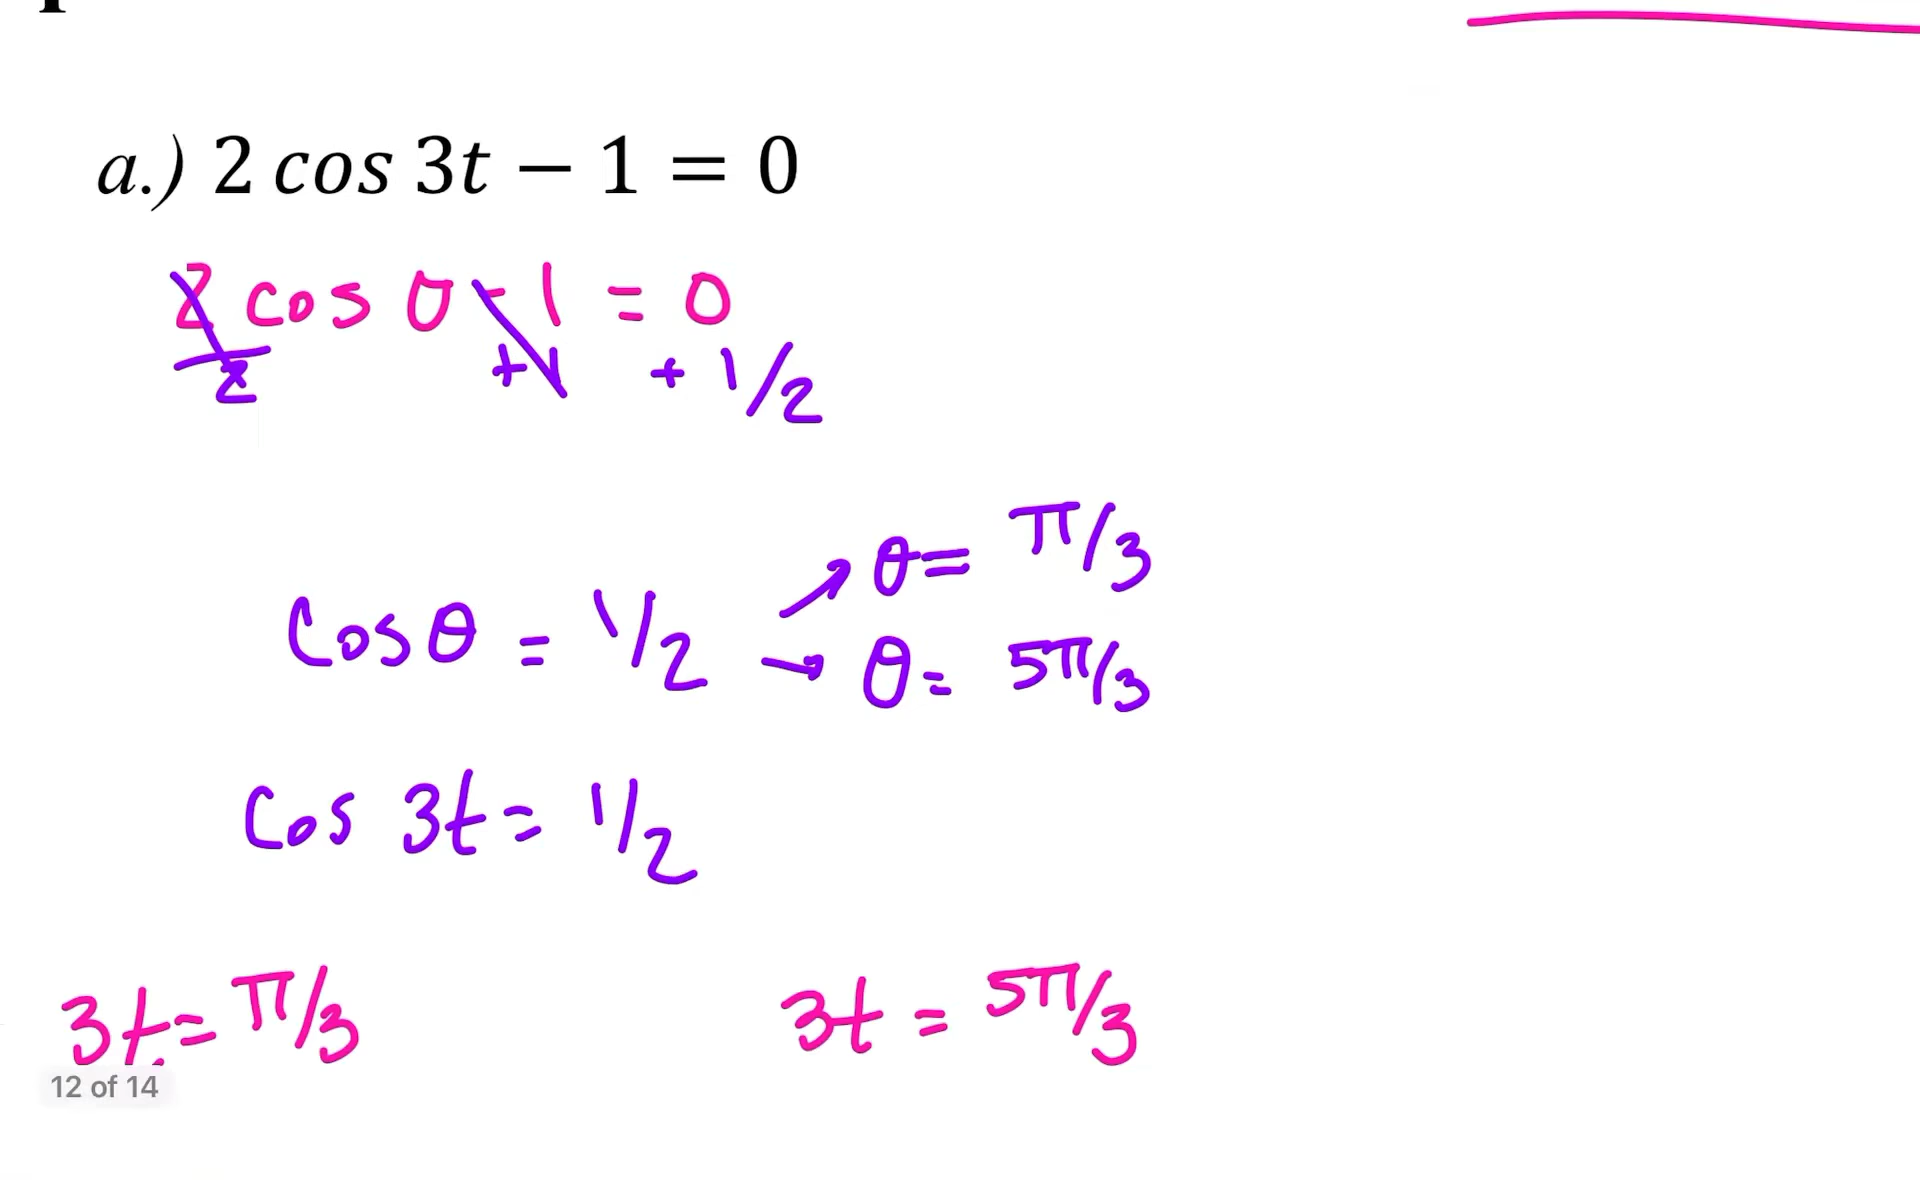 a.) 2 cos 3t − 1 = 0
2 cos θ - 1 = 0
2 +1 + 1/2
θ = π/3
cos θ = 1/2
θ = 5π/3
cos 3t = 1/2
3t = π/3 3t = 5π/3
12 of 14